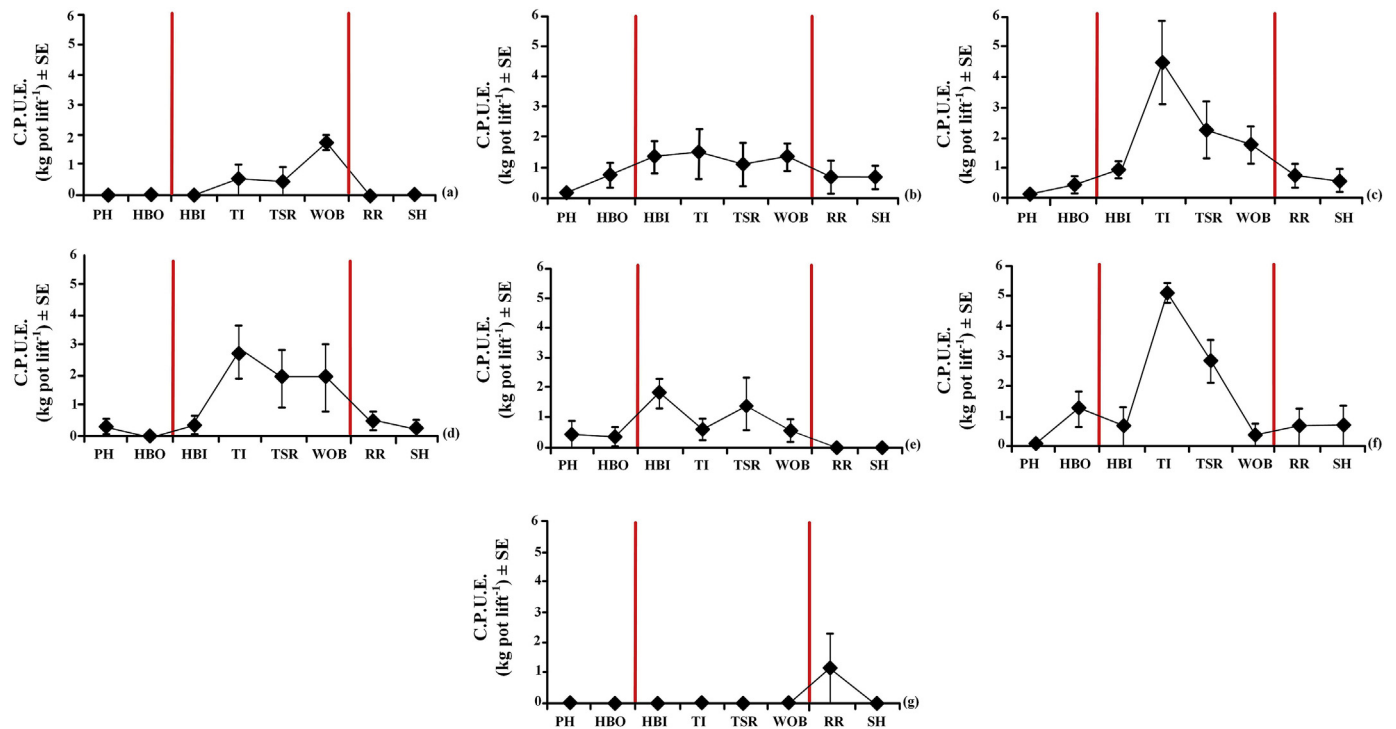 C.P.U.E.
(kg pot lift⁻¹) ± SE
6
5
4
3
2
1
0
PH HBO HBI TI TSR WOB RR SH
(a)
C.P.U.E.
(kg pot lift⁻¹) ± SE
6
5
4
3
2
1
0
PH HBO HBI TI TSR WOB RR SH
(b)
C.P.U.E.
(kg pot lift⁻¹) ± SE
6
5
4
3
2
1
0
PH HBO HBI TI TSR WOB RR SH
(c)
C.P.U.E.
(kg pot lift⁻¹) ± SE
6
5
4
3
2
1
0
PH HBO HBI TI TSR WOB RR SH
(d)
C.P.U.E.
(kg pot lift⁻¹) ± SE
6
5
4
3
2
1
0
PH HBO HBI TI TSR WOB RR SH
(e)
C.P.U.E.
(kg pot lift⁻¹) ± SE
6
5
4
3
2
1
0
PH HBO HBI TI TSR WOB RR SH
(f)
C.P.U.E.
(kg pot lift⁻¹) ± SE
6
5
4
3
2
1
0
PH HBO HBI TI TSR WOB RR SH
(g)